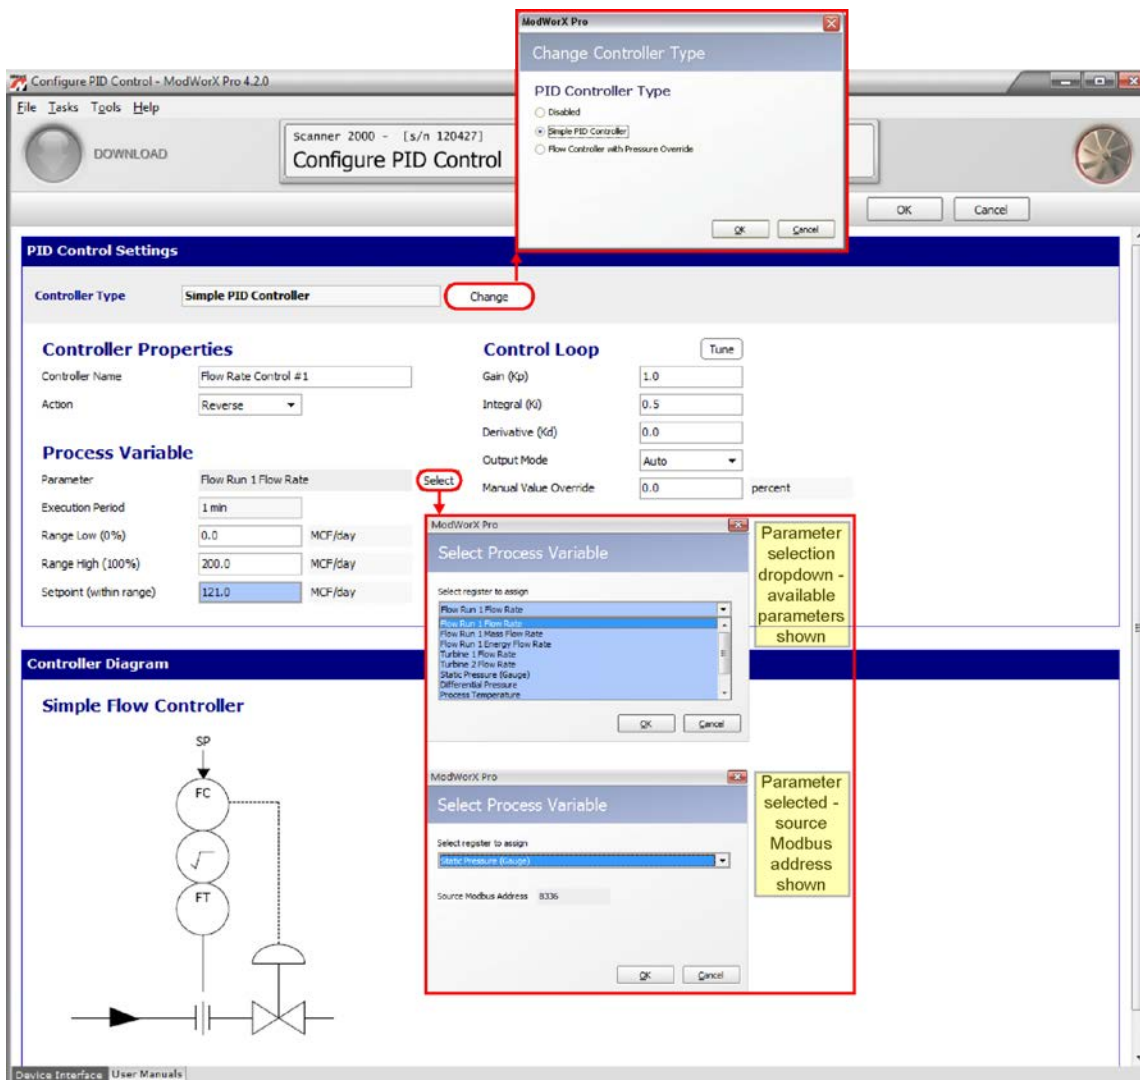 ModWorX Pro
Change Controller Type
PID Controller Type
Disabled
Simple PID Controller
Flow Controller with Pressure Override
OK Cancel
Configure PID Control - ModWorX Pro 4.2.0
File Tasks Tools Help
DOWNLOAD
Scanner 2000 - [s/n 120427]
Configure PID Control
OK Cancel
PID Control Settings
Controller Type Simple PID Controller Change
Controller Properties
Controller Name Flow Rate Control #1
Action Reverse
Process Variable
Parameter Flow Run 1 Flow Rate Select
Execution Period 1 min
Range Low (0%) 0.0 MCF/day
Range High (100%) 200.0 MCF/day
Setpoint (within range) 121.0 MCF/day
Control Loop Tune
Gain (Kp) 1.0
Integral (Ki) 0.5
Derivative (Kd) 0.0
Output Mode Auto
Manual Value Override 0.0 percent
ModWorX Pro
Select Process Variable
Select register to assign
Flow Run 1 Flow Rate
Flow Run 1 Flow Rate
Flow Run 1 Mass Flow Rate
Flow Run 1 Energy Flow Rate
Turbine 1 Flow Rate
Turbine 2 Flow Rate
Static Pressure (Gauge)
Differential Pressure
Process Temperature
OK Cancel
Parameter
selection
dropdown -
available
parameters
shown
ModWorX Pro
Select Process Variable
Select register to assign
Static Pressure (Gauge)
Source Modbus Address 8336
OK Cancel
Parameter
selected -
source
Modbus
address
shown
Controller Diagram
Simple Flow Controller
SP
FC
√
FT
Device Interface User Manuals